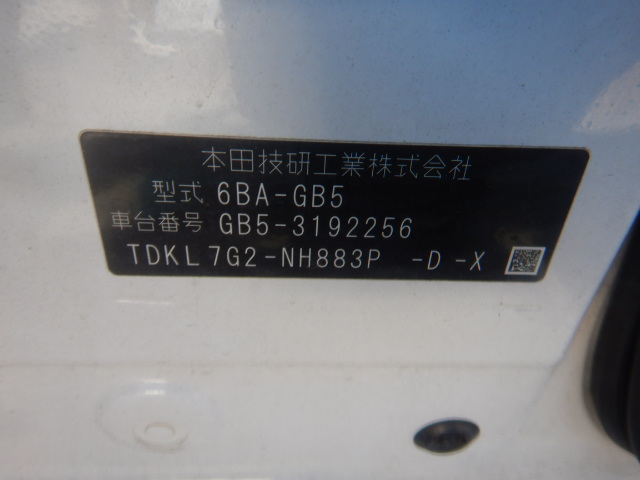 本田技研工業株式会社
型式 6BA-GB5
車台番号 GB5-3192256
TDKL7G2-NH883P -D -X